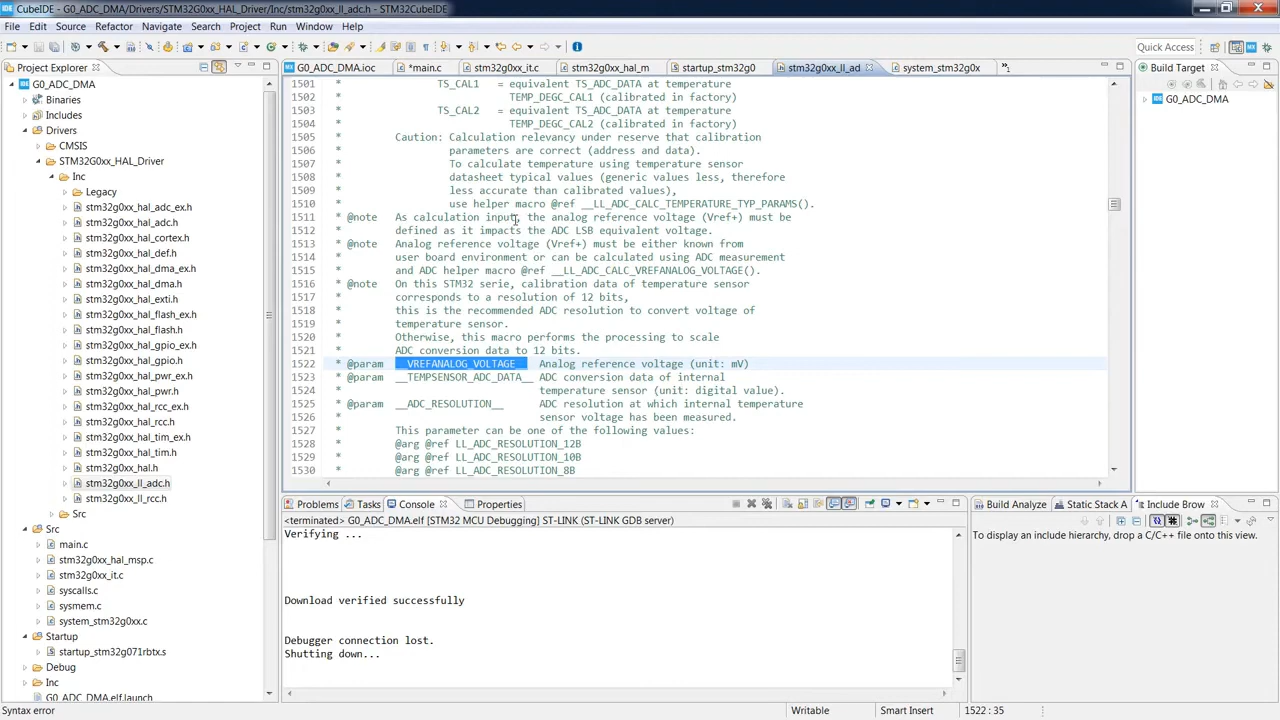 CubeIDE - G0_ADC_DMA/Drivers/STM32G0xx_HAL_Driver/Inc/stm32g0xx_ll_adc.h - STM32CubeIDE
File Edit Source Refactor Navigate Search Project Run Window Help
Quick Access
Project Explorer
G0_ADC_DMA
Binaries
Includes
Drivers
CMSIS
STM32G0xx_HAL_Driver
Inc
Legacy
stm32g0xx_hal_adc_ex.h
stm32g0xx_hal_adc.h
stm32g0xx_hal_cortex.h
stm32g0xx_hal_def.h
stm32g0xx_hal_dma_ex.h
stm32g0xx_hal_dma.h
stm32g0xx_hal_exti.h
stm32g0xx_hal_flash_ex.h
stm32g0xx_hal_flash.h
stm32g0xx_hal_gpio_ex.h
stm32g0xx_hal_gpio.h
stm32g0xx_hal_pwr_ex.h
stm32g0xx_hal_pwr.h
stm32g0xx_hal_rcc_ex.h
stm32g0xx_hal_rcc.h
stm32g0xx_hal_tim_ex.h
stm32g0xx_hal_tim.h
stm32g0xx_hal.h
stm32g0xx_ll_adc.h
stm32g0xx_ll_rcc.h
Src
Src
main.c
stm32g0xx_hal_msp.c
stm32g0xx_it.c
syscalls.c
sysmem.c
system_stm32g0xx.c
Startup
startup_stm32g071rbtx.s
Debug
Inc
G0_ADC_DMA.elf.launch
G0_ADC_DMA.ioc *main.c stm32g0xx_it.c stm32g0xx_hal_m startup_stm32g0 stm32g0xx_ll_ad system_stm32g0x »1
1501 * TS_CAL1 = equivalent TS_ADC_DATA at temperature
1502 * TEMP_DEGC_CAL1 (calibrated in factory)
1503 * TS_CAL2 = equivalent TS_ADC_DATA at temperature
1504 * TEMP_DEGC_CAL2 (calibrated in factory)
1505 * Caution: Calculation relevancy under reserve that calibration
1506 * parameters are correct (address and data).
1507 * To calculate temperature using temperature sensor
1508 * datasheet typical values (generic values less, therefore
1509 * less accurate than calibrated values),
1510 * use helper macro @ref __LL_ADC_CALC_TEMPERATURE_TYP_PARAMS().
1511 * @note As calculation input, the analog reference voltage (Vref+) must be
1512 * defined as it impacts the ADC LSB equivalent voltage.
1513 * @note Analog reference voltage (Vref+) must be either known from
1514 * user board environment or can be calculated using ADC measurement
1515 * and ADC helper macro @ref __LL_ADC_CALC_VREFANALOG_VOLTAGE().
1516 * @note On this STM32 serie, calibration data of temperature sensor
1517 * corresponds to a resolution of 12 bits,
1518 * this is the recommended ADC resolution to convert voltage of
1519 * temperature sensor.
1520 * Otherwise, this macro performs the processing to scale
1521 * ADC conversion data to 12 bits.
1522 * @param __VREFANALOG_VOLTAGE__ Analog reference voltage (unit: mV)
1523 * @param __TEMPSENSOR_ADC_DATA__ ADC conversion data of internal
1524 * temperature sensor (unit: digital value).
1525 * @param __ADC_RESOLUTION__ ADC resolution at which internal temperature
1526 * sensor voltage has been measured.
1527 * This parameter can be one of the following values:
1528 * @arg @ref LL_ADC_RESOLUTION_12B
1529 * @arg @ref LL_ADC_RESOLUTION_10B
1530 * @arg @ref LL_ADC_RESOLUTION_8B
Build Target
G0_ADC_DMA
Problems Tasks Console Properties
<terminated> G0_ADC_DMA.elf [STM32 MCU Debugging] ST-LINK (ST-LINK GDB server)
Verifying ...
Download verified successfully
Debugger connection lost.
Shutting down...
Build Analyze Static Stack A Include Brow
To display an include hierarchy, drop a C/C++ file onto this view.
Syntax error
Writable Smart Insert 1522 : 35